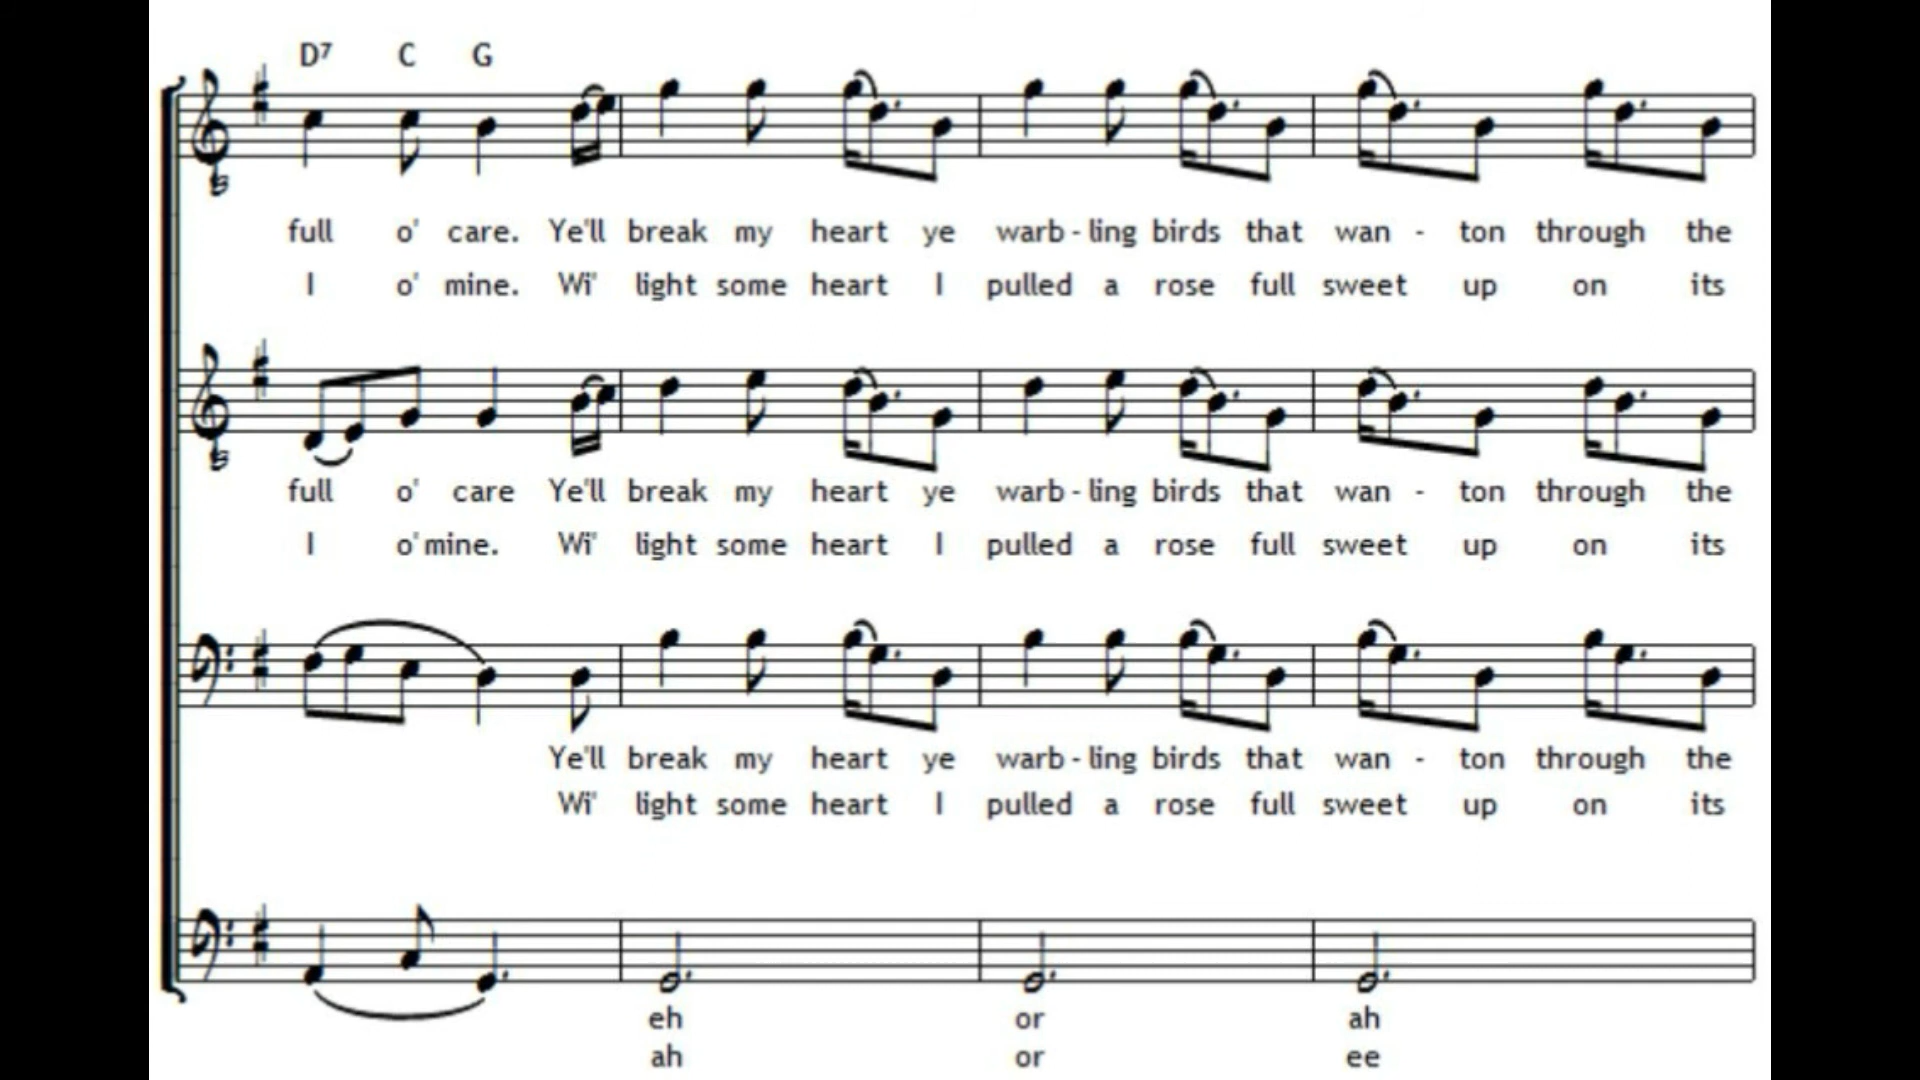 D7 C G
full o' care. Ye'll break my heart ye warb - ling birds that wan - ton through the
I o' mine. Wi' light some heart I pulled a rose full sweet up on its
full o' care Ye'll break my heart ye warb - ling birds that wan - ton through the
I o' mine. Wi' light some heart I pulled a rose full sweet up on its
Ye'll break my heart ye warb - ling birds that wan - ton through the
Wi' light some heart I pulled a rose full sweet up on its
eh or ah
ah or ee